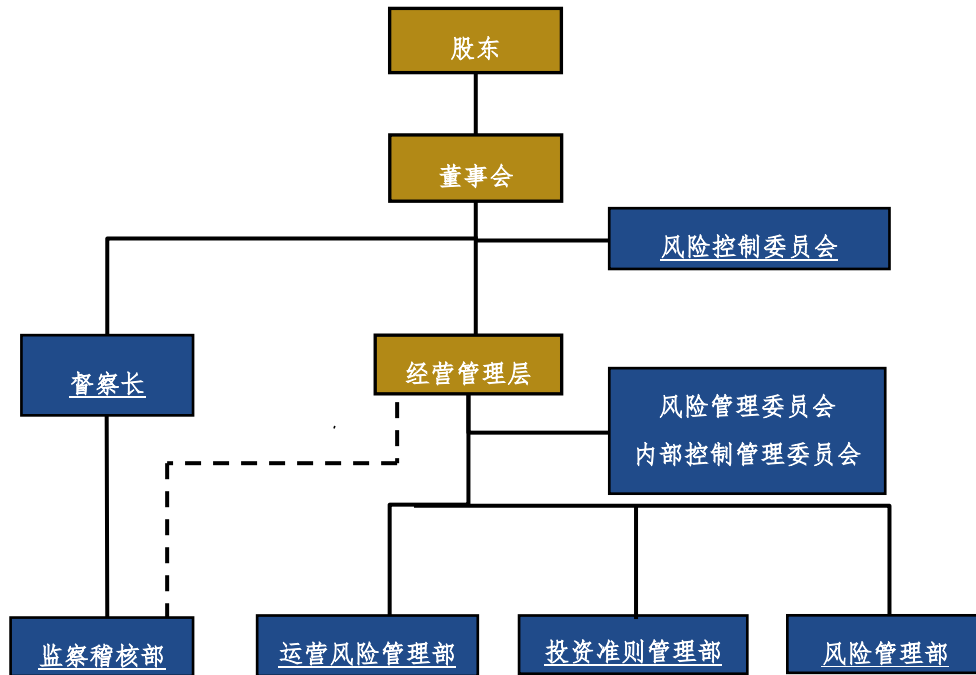 股东
董事会
风险控制委员会
督察长
经营管理层
风险管理委员会
内部控制管理委员会
监察稽核部
运营风险管理部
投资准则管理部
风险管理部